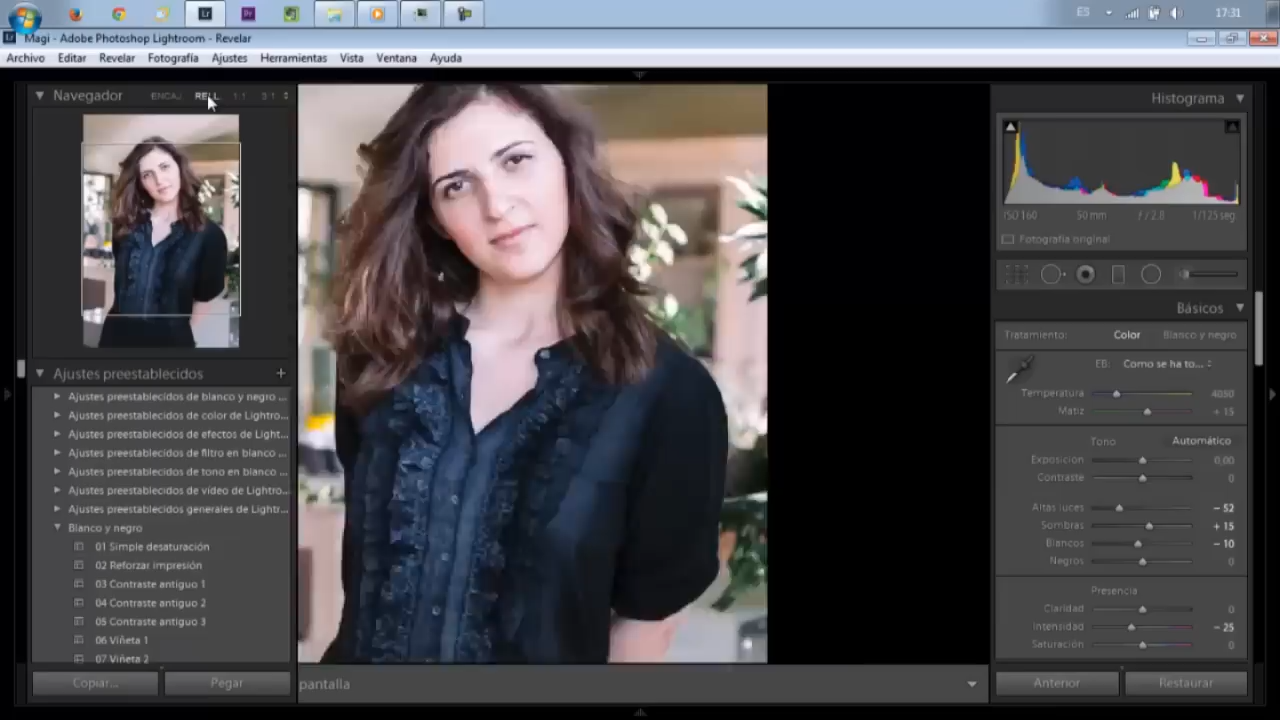 ES 17:31
Magi - Adobe Photoshop Lightroom - Revelar
Archivo Editar Revelar Fotografía Ajustes Herramientas Vista Ventana Ayuda
Navegador ENCAJ. RELL. 1:1 3:1
Ajustes preestablecidos +
Ajustes preestablecidos de blanco y negro ...
Ajustes preestablecidos de color de Lightro...
Ajustes preestablecidos de efectos de Light...
Ajustes preestablecidos de filtro en blanco ...
Ajustes preestablecidos de tono en blanco ...
Ajustes preestablecidos de vídeo de Lightro...
Ajustes preestablecidos generales de Lightr...
Blanco y negro
01 Simple desaturación
02 Reforzar impresión
03 Contraste antiguo 1
04 Contraste antiguo 2
05 Contraste antiguo 3
06 Viñeta 1
07 Viñeta 2
Copiar... Pegar
pantalla
Histograma
ISO 160 50 mm ƒ / 2,8 1/125 seg
Fotografía original
Básicos
Tratamiento: Color Blanco y negro
EB: Como se ha to...
Temperatura 4050
Matiz + 15
Tono Automático
Exposición 0,00
Contraste 0
Altas luces − 52
Sombras + 15
Blancos − 10
Negros 0
Presencia
Claridad 0
Intensidad − 25
Saturación 0
Anterior Restaurar